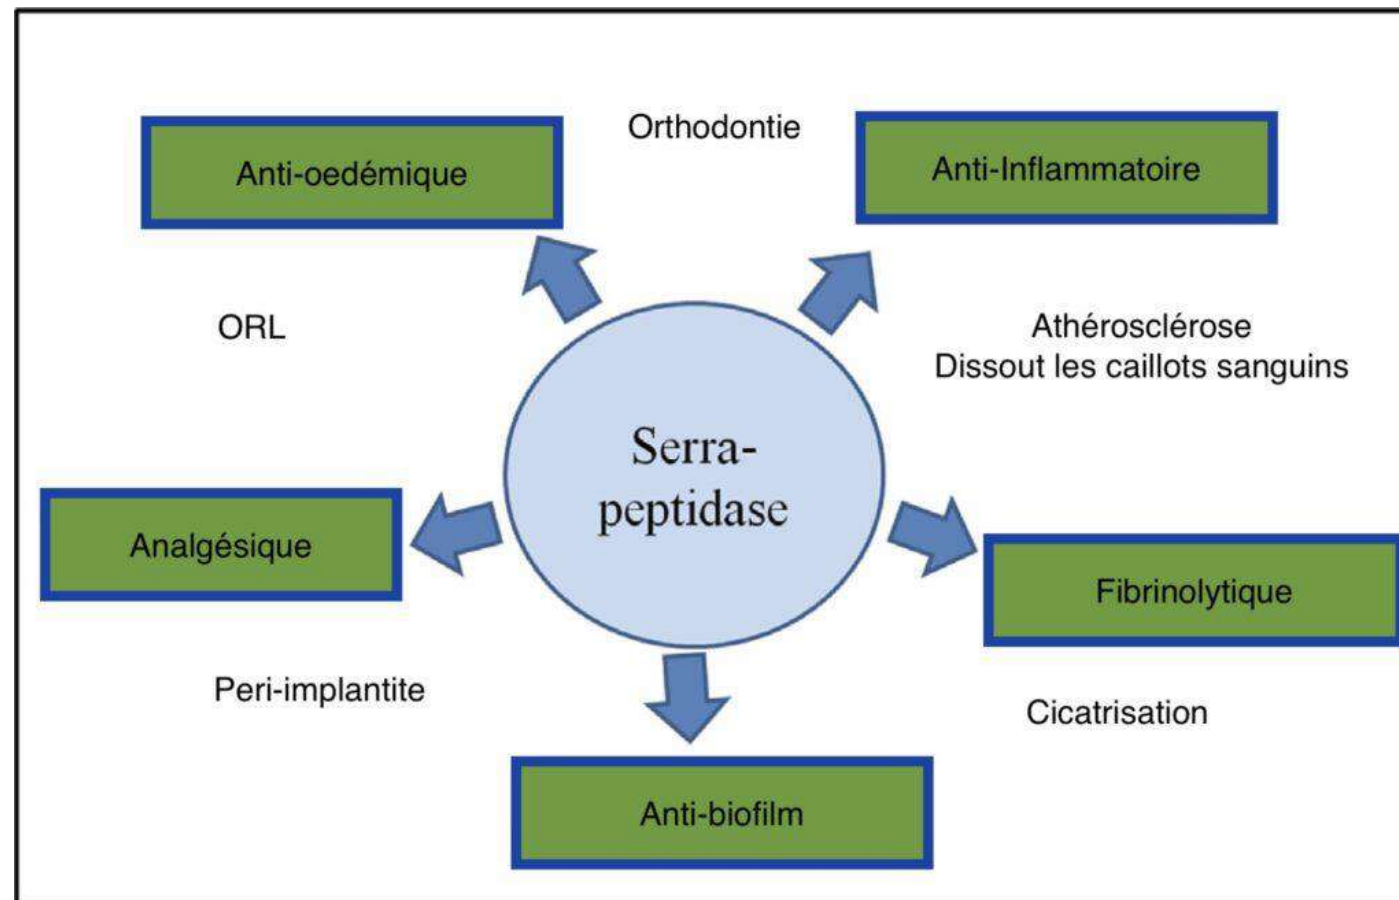 Orthodontie
Anti-oedémique
Anti-Inflammatoire
ORL
Athérosclérose
Dissout les caillots sanguins
Serra-
peptidase
Analgésique
Fibrinolytique
Peri-implantite
Cicatrisation
Anti-biofilm